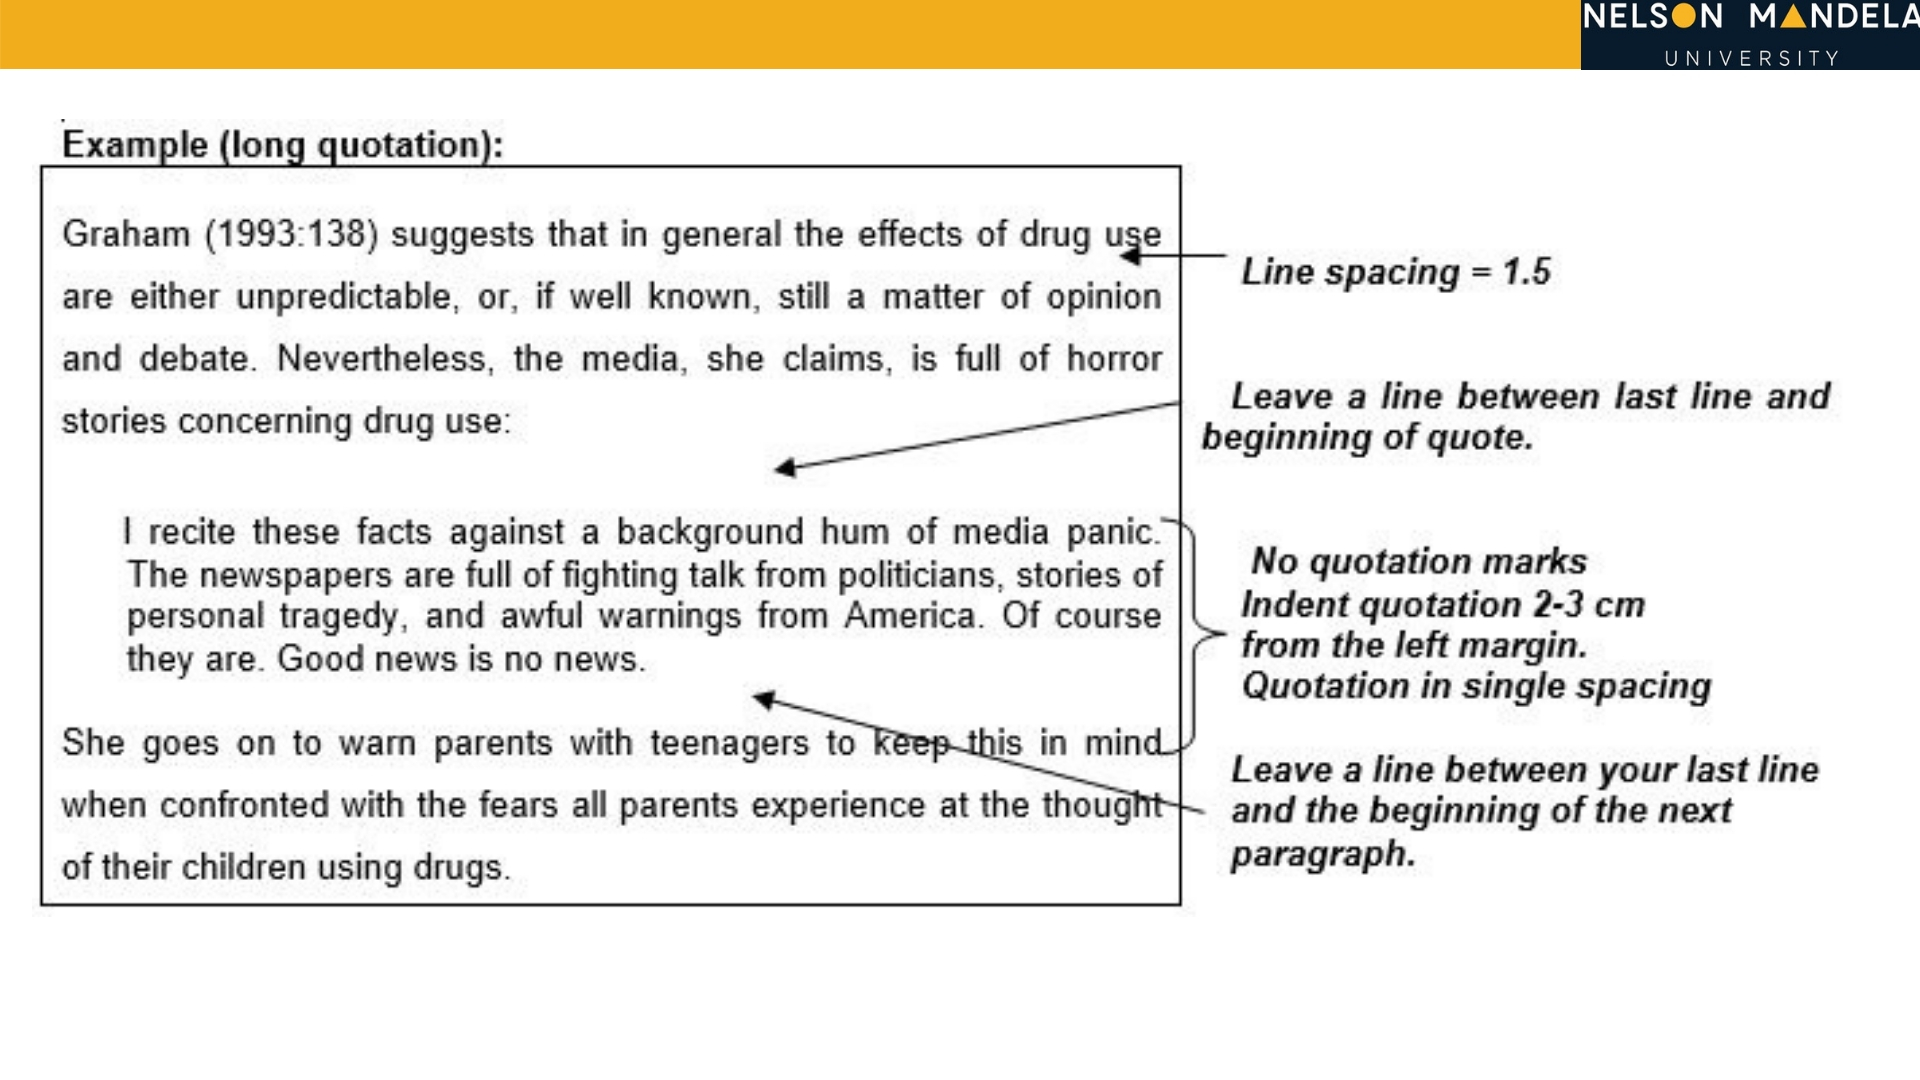 NELSON MANDELA
UNIVERSITY
Example (long quotation):
Graham (1993:138) suggests that in general the effects of drug use
are either unpredictable, or, if well known, still a matter of opinion
and debate. Nevertheless, the media, she claims, is full of horror
stories concerning drug use:
I recite these facts against a background hum of media panic.
The newspapers are full of fighting talk from politicians, stories of
personal tragedy, and awful warnings from America. Of course
they are. Good news is no news.
She goes on to warn parents with teenagers to keep this in mind
when confronted with the fears all parents experience at the thought
of their children using drugs.
Line spacing = 1.5
Leave a line between last line and
beginning of quote.
No quotation marks
Indent quotation 2-3 cm
from the left margin.
Quotation in single spacing
Leave a line between your last line
and the beginning of the next
paragraph.